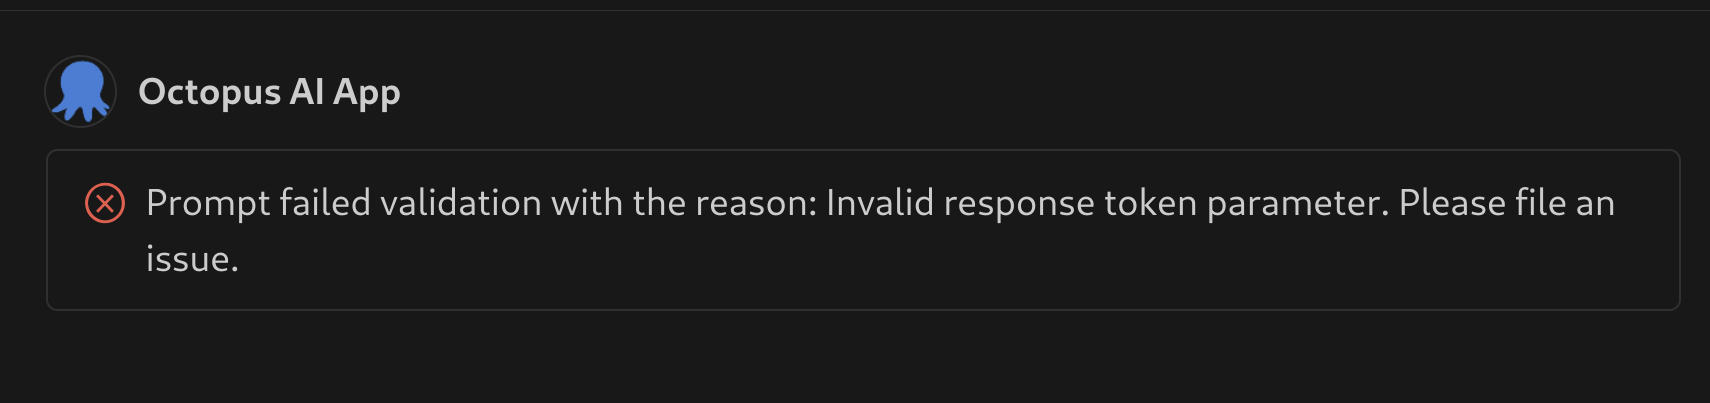 Octopus AI App
Prompt failed validation with the reason: Invalid response token parameter. Please file an
issue.